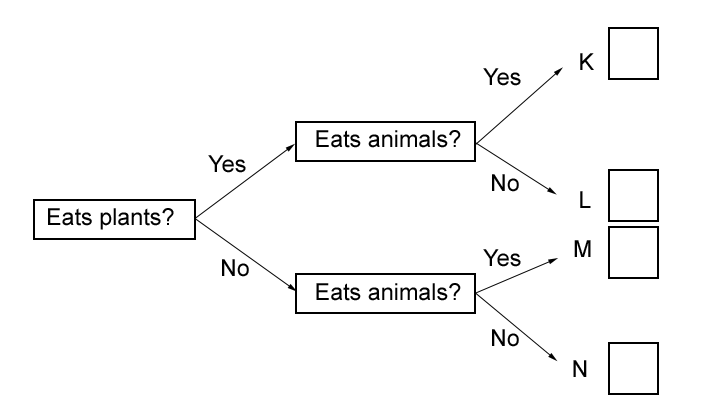 Eats plants?
Yes
No
Eats animals?
Yes
No
K
L
Eats animals?
Yes
No
M
N